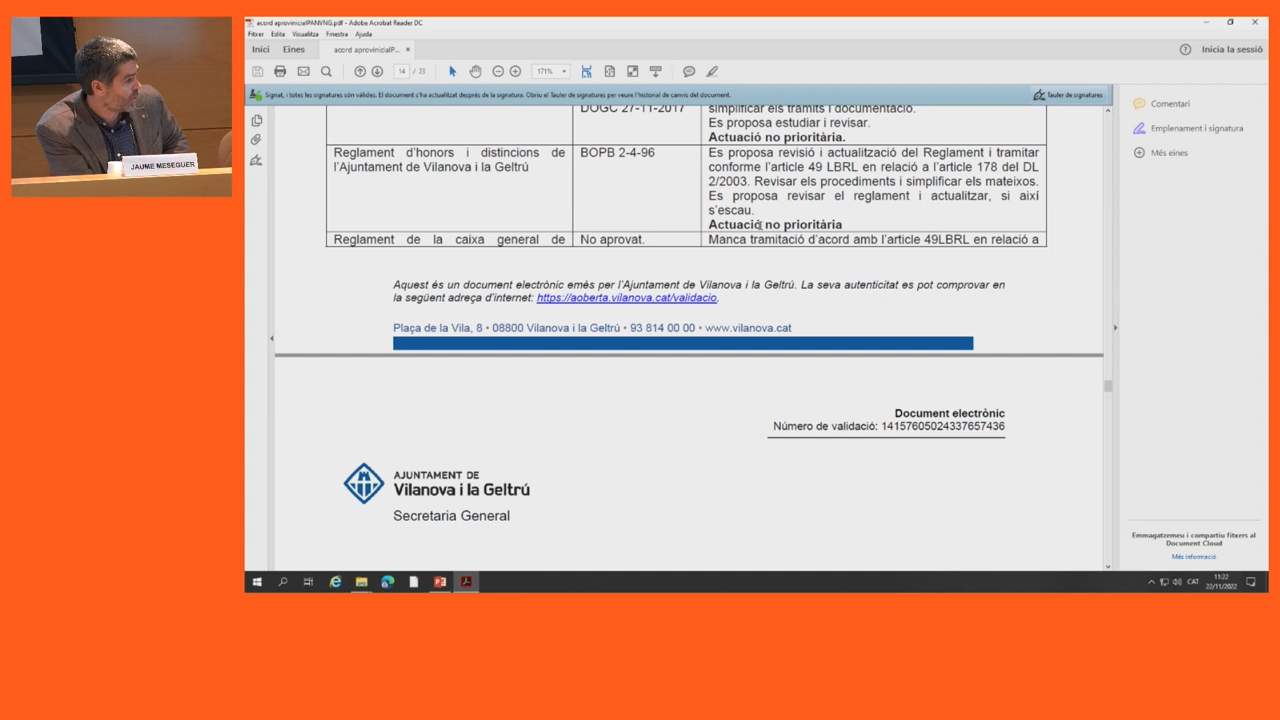 acord aprovinicialPANVNG.pdf - Adobe Acrobat Reader DC
Fitxer Edita Visualitza Finestra Ajuda
Inici Eines acord aprovinicialP... ×
Inicia la sessió
14 / 23
171%
Signat, i totes les signatures són vàlides. El document s'ha actualitzat després de la signatura. Obriu el Tauler de signatures per veure l'historial de canvis del document.
Tauler de signatures
DOGC 27-11-2017
simplificar els tràmits i documentació.
Es proposa estudiar i revisar.
Actuació no prioritària.
Reglament d'honors i distincions de
l'Ajuntament de Vilanova i la Geltrú
BOPB 2-4-96
Es proposa revisió i actualització del Reglament i tramitar
conforme l'article 49 LBRL en relació a l'article 178 del DL
2/2003. Revisar els procediments i simplificar els mateixos.
Es proposa revisar el reglament i actualitzar, si així
s'escau.
Actuació no prioritària
Reglament de la caixa general de
No aprovat.
Manca tramitació d'acord amb l'article 49LBRL en relació a
Aquest és un document electrònic emès per l'Ajuntament de Vilanova i la Geltrú. La seva autenticitat es pot comprovar en
la següent adreça d'internet: https://aoberta.vilanova.cat/validacio.
Plaça de la Vila, 8 • 08800 Vilanova i la Geltrú • 93 814 00 00 • www.vilanova.cat
Document electrònic
Número de validació: 14157605024337657436
AJUNTAMENT DE
Vilanova i la Geltrú
Secretaria General
Comentari
Emplenament i signatura
Més eines
Emmagatzemeu i compartiu fitxers al
Document Cloud
Més informació
CAT
11:22
22/11/2022
JAUME MESEGUER